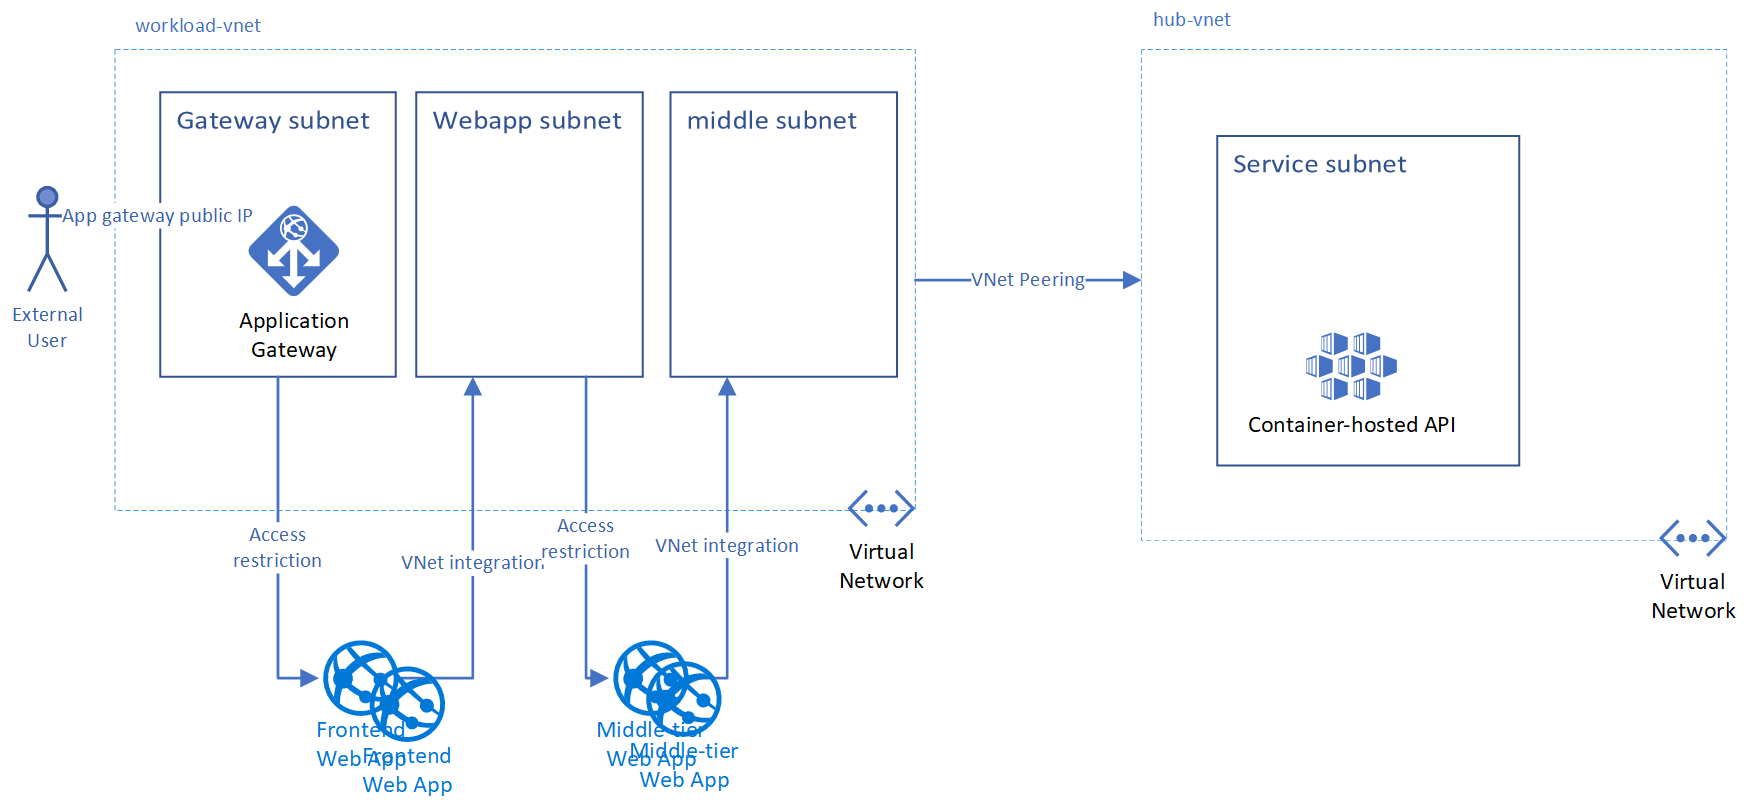 workload-vnet
hub-vnet
Gateway subnet
Webapp subnet
middle subnet
Service subnet
App gateway public IP
External
User
Application
Gateway
VNet Peering
Container-hosted API
Access
restriction
VNet integration
Access
restriction
VNet integration
Virtual
Network
Virtual
Network
Frontend
Web App
Frontend
Web App
Middle-tier
Web App
Middle-tier
Web App